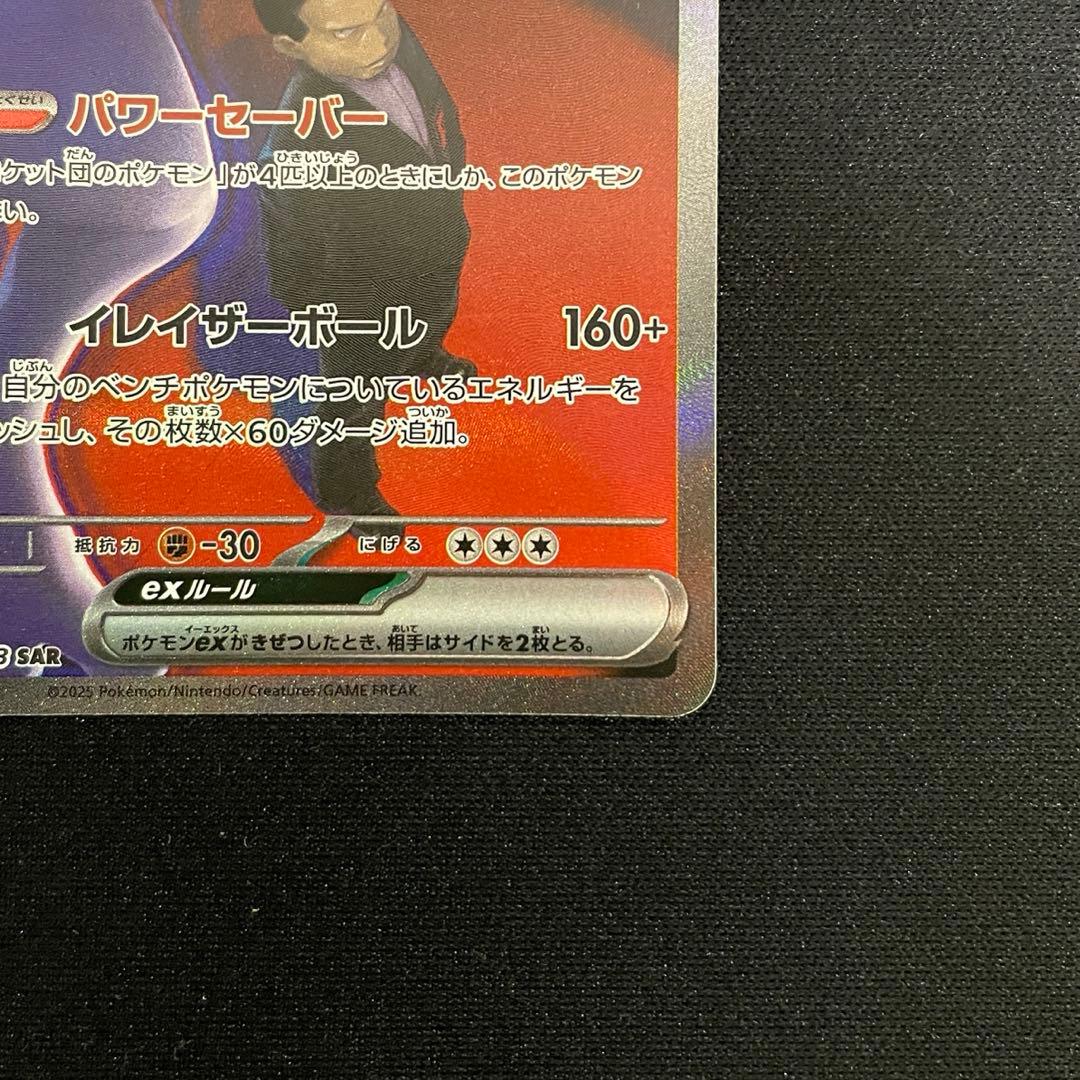 パワーセーバー
ケット団のポケモン」が4匹以上のときにしか、このポケモン
い。
イレイザーボール 160+
自分のベンチポケモンについているエネルギーを
ッシュし、その枚数×60ダメージ追加。
抵抗力 -30 にげる
exルール
ポケモンexがきぜつしたとき、相手はサイドを2枚とる。
SAR
©2025 Pokémon/Nintendo/Creatures/GAME FREAK.